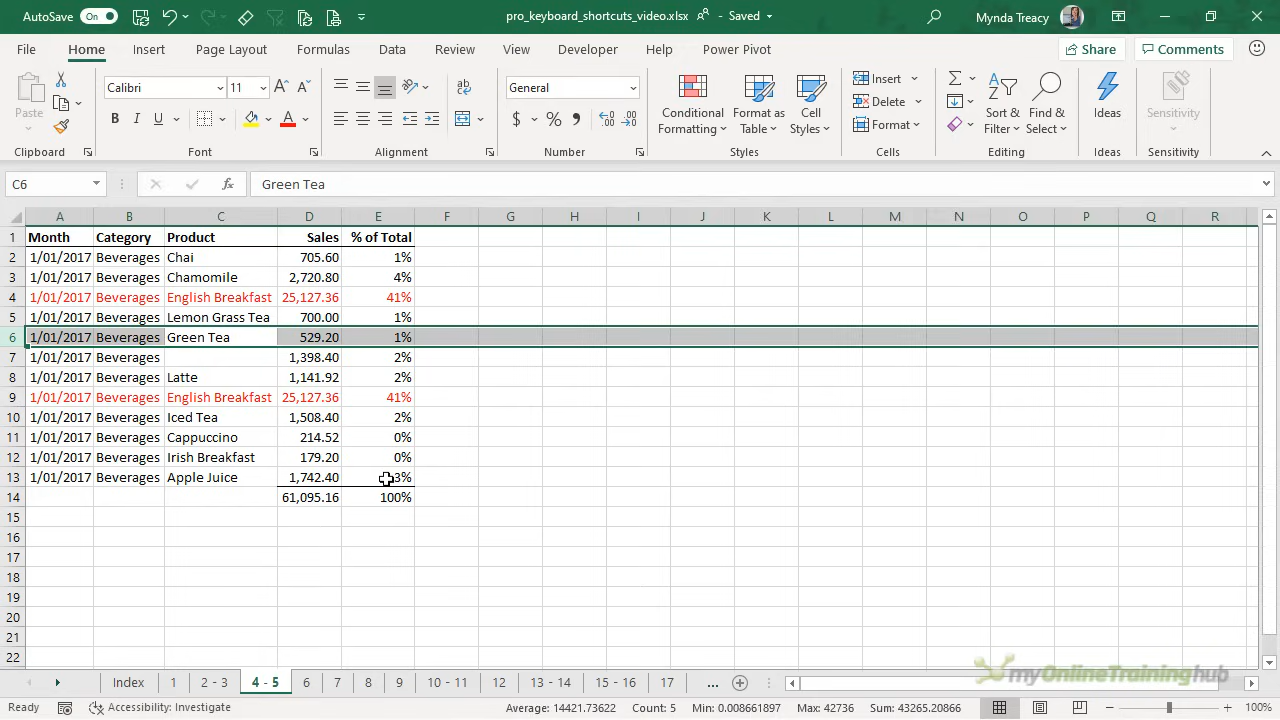 AutoSave On pro_keyboard_shortcuts_video.xlsx - Saved Mynda Treacy
File Home Insert Page Layout Formulas Data Review View Developer Help Power Pivot Share Comments
Paste
Calibri 11
B I U A
General
$ % ,
Conditional Formatting
Format as Table
Cell Styles
Insert
Delete
Format
Sort & Filter
Find & Select
Ideas
Sensitivity
Clipboard Font Alignment Number Styles Cells Editing Ideas Sensitivity
C6 fx Green Tea
A B C D E F G H I J K L M N O P Q R
1 Month Category Product Sales % of Total
2 1/01/2017 Beverages Chai 705.60 1%
3 1/01/2017 Beverages Chamomile 2,720.80 4%
4 1/01/2017 Beverages English Breakfast 25,127.36 41%
5 1/01/2017 Beverages Lemon Grass Tea 700.00 1%
6 1/01/2017 Beverages Green Tea 529.20 1%
7 1/01/2017 Beverages 1,398.40 2%
8 1/01/2017 Beverages Latte 1,141.92 2%
9 1/01/2017 Beverages English Breakfast 25,127.36 41%
10 1/01/2017 Beverages Iced Tea 1,508.40 2%
11 1/01/2017 Beverages Cappuccino 214.52 0%
12 1/01/2017 Beverages Irish Breakfast 179.20 0%
13 1/01/2017 Beverages Apple Juice 1,742.40 3%
14 61,095.16 100%
15
16
17
18
19
20
21
22
myOnlineTraininghub
Index 1 2 - 3 4 - 5 6 7 8 9 10 - 11 12 13 - 14 15 - 16 17 ...
Ready Accessibility: Investigate Average: 14421.73622 Count: 5 Min: 0.008661897 Max: 42736 Sum: 43265.20866 100%